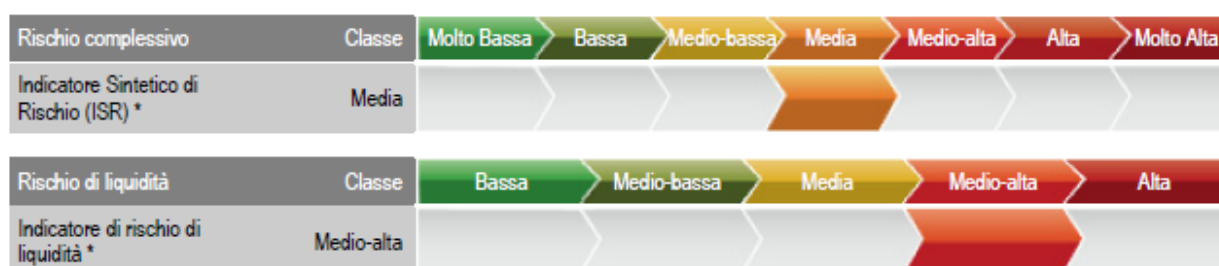 Rischio complessivo Classe Molto Bassa Bassa Medio-bassa Media Medio-alta Alta Molto Alta
Indicatore Sintetico di
Rischio (ISR) * Media
Rischio di liquidità Classe Bassa Medio-bassa Media Medio-alta Alta
Indicatore di rischio di
liquidità * Medio-alta